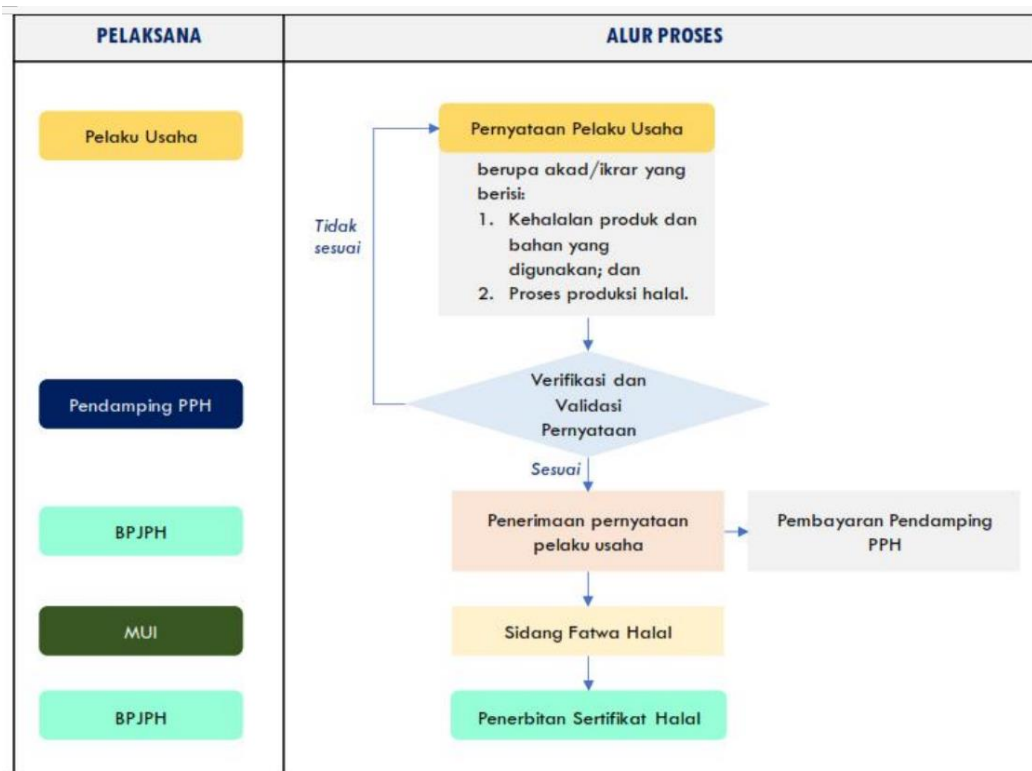 PELAKSANA
ALUR PROSES
Pelaku Usaha
Pernyataan Pelaku Usaha
berupa akad/ikrar yang
berisi:
1. Kehalalan produk dan
bahan yang
digunakan; dan
2. Proses produksi halal.
Tidak
sesuai
Pendamping PPH
Verifikasi dan
Validasi
Pernyataan
Sesuai
BPJPH
Penerimaan pernyataan
pelaku usaha
Pembayaran Pendamping
PPH
MUI
Sidang Fatwa Halal
BPJPH
Penerbitan Sertifikat Halal